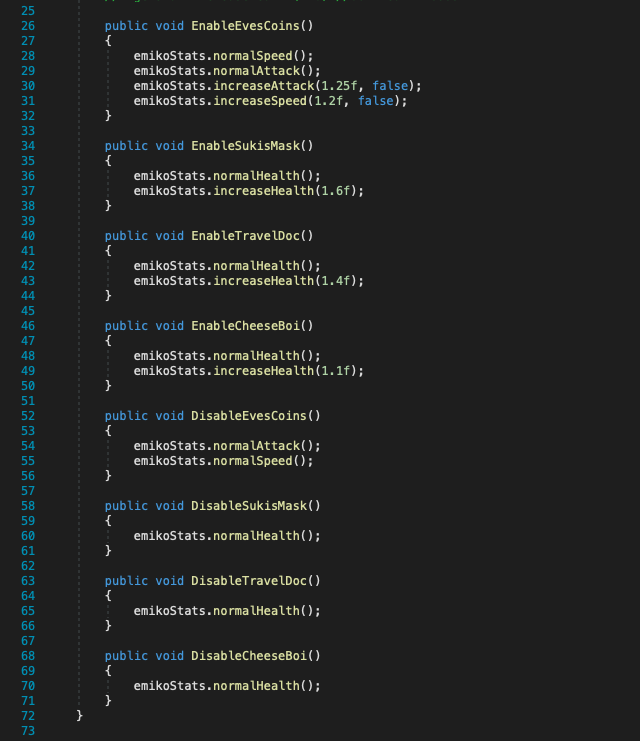 25
26 public void EnableEvesCoins()
27 {
28 emikoStats.normalSpeed();
29 emikoStats.normalAttack();
30 emikoStats.increaseAttack(1.25f, false);
31 emikoStats.increaseSpeed(1.2f, false);
32 }
33
34 public void EnableSukisMask()
35 {
36 emikoStats.normalHealth();
37 emikoStats.increaseHealth(1.6f);
38 }
39
40 public void EnableTravelDoc()
41 {
42 emikoStats.normalHealth();
43 emikoStats.increaseHealth(1.4f);
44 }
45
46 public void EnableCheeseBoi()
47 {
48 emikoStats.normalHealth();
49 emikoStats.increaseHealth(1.1f);
50 }
51
52 public void DisableEvesCoins()
53 {
54 emikoStats.normalAttack();
55 emikoStats.normalSpeed();
56 }
57
58 public void DisableSukisMask()
59 {
60 emikoStats.normalHealth();
61 }
62
63 public void DisableTravelDoc()
64 {
65 emikoStats.normalHealth();
66 }
67
68 public void DisableCheeseBoi()
69 {
70 emikoStats.normalHealth();
71 }
72 }
73